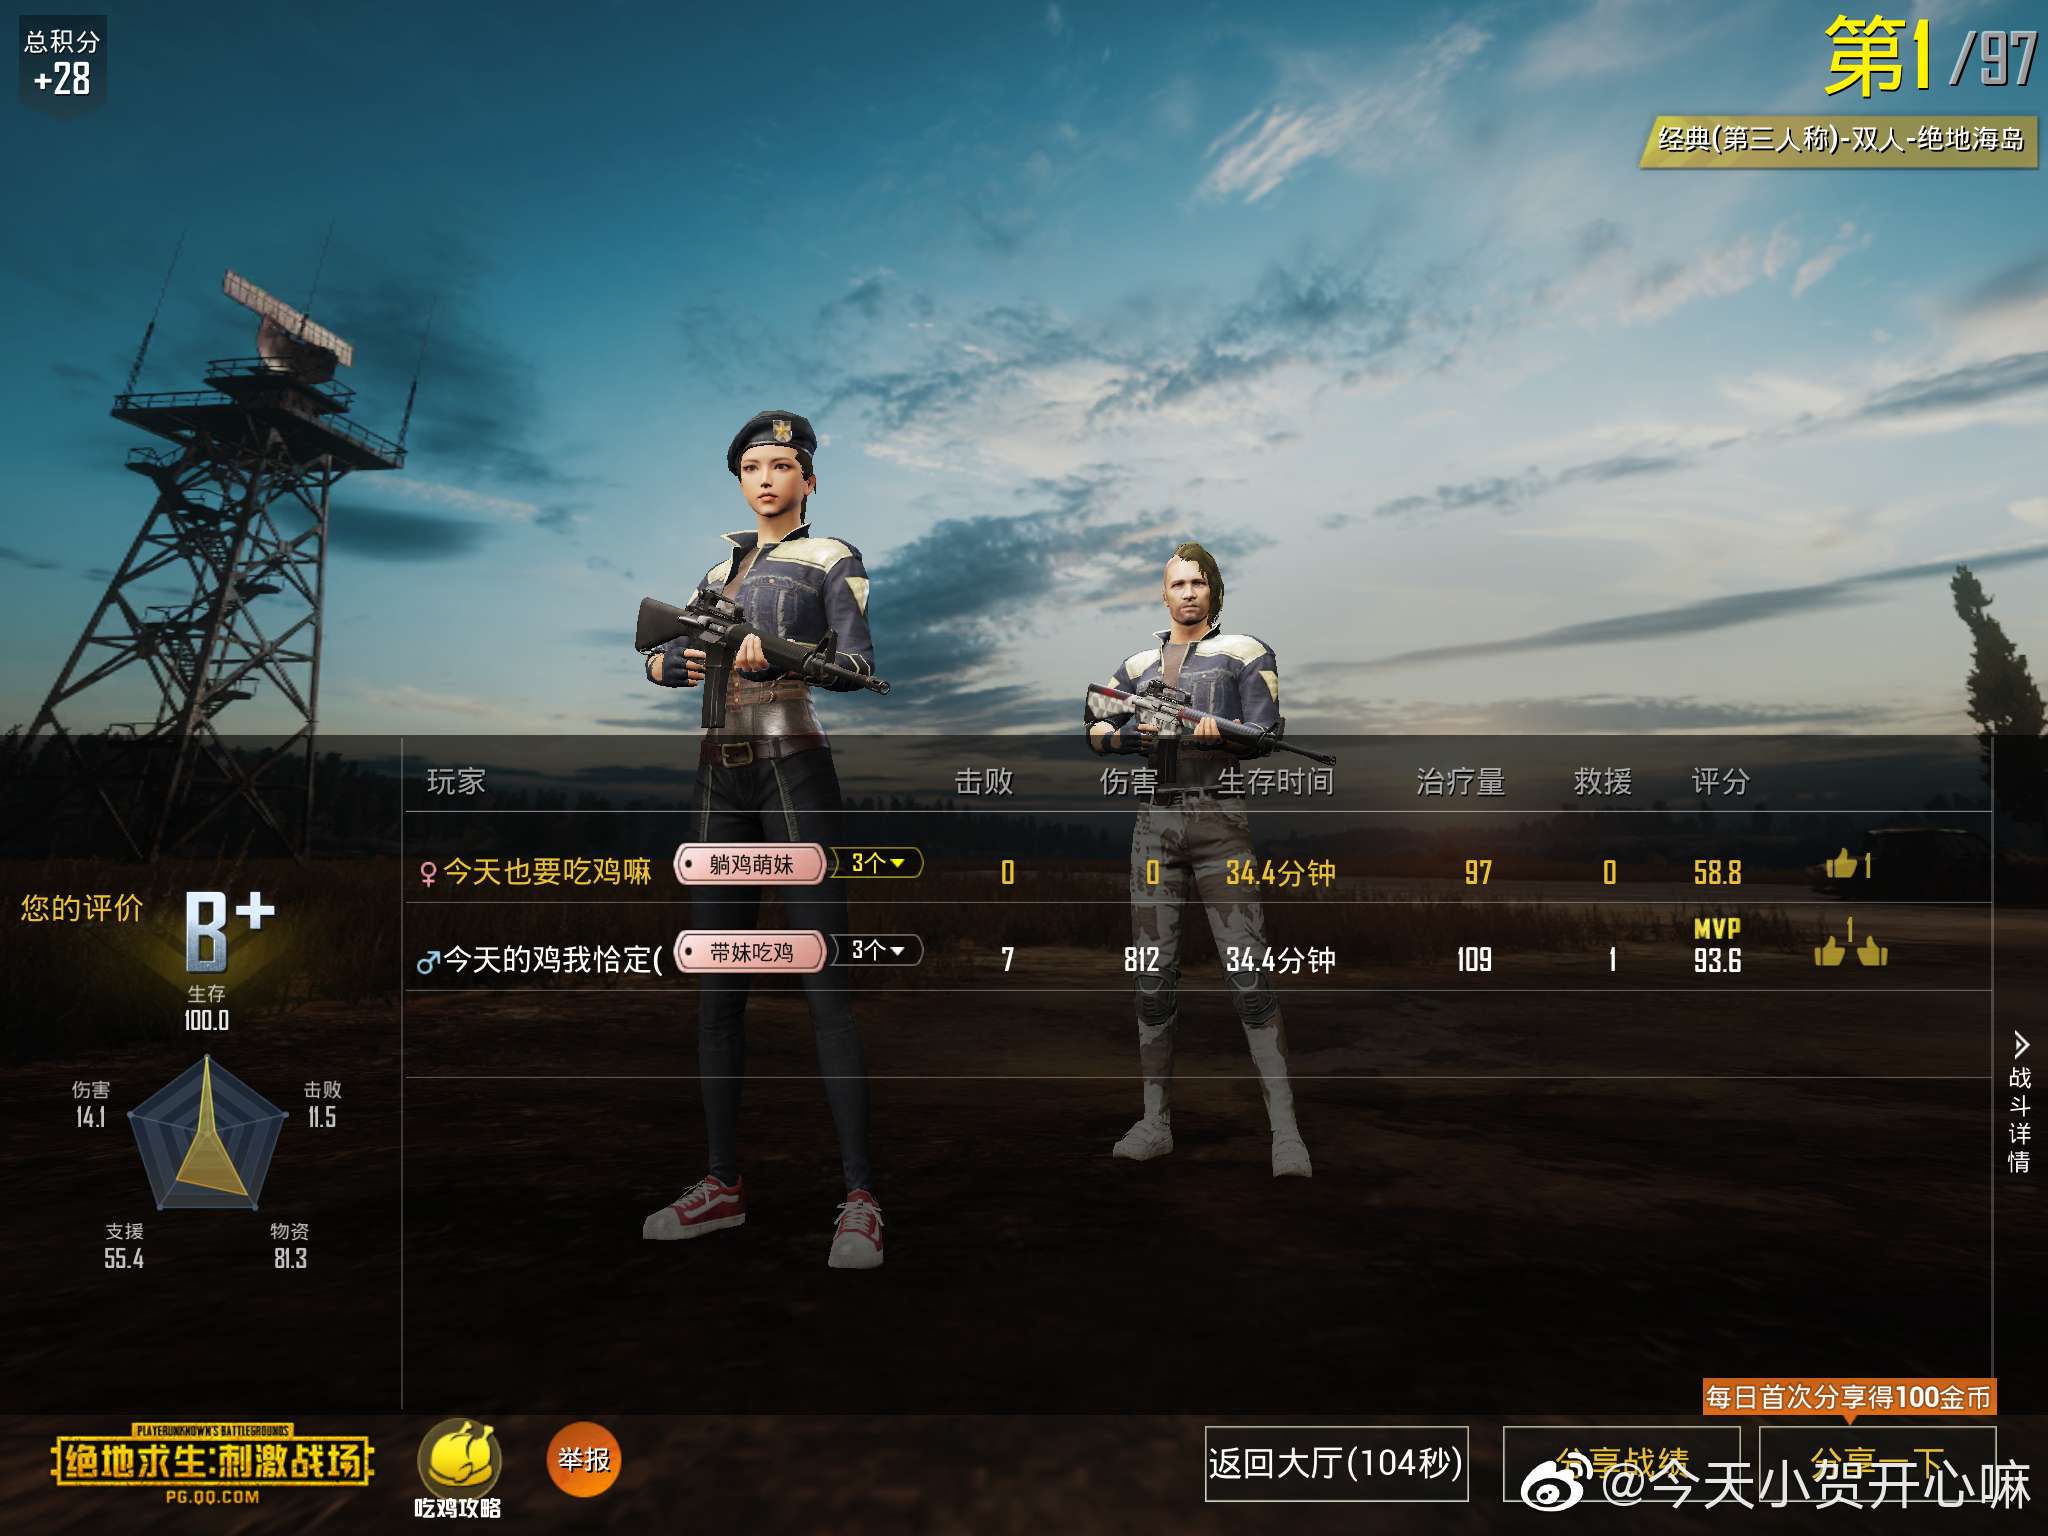 总积分
+28
第1/97
经典(第三人称)-双人-绝地海岛
玩家 击败 伤害 生存时间 治疗量 救援 评分
♀今天也要吃鸡嘛 躺鸡萌妹 3个 0 0 34.4分钟 97 0 58.8 1
MVP
♂今天的鸡我恰定( 带妹吃鸡 3个 7 812 34.4分钟 109 1 93.6 1
您的评价 B+
生存
100.0
伤害
14.1
击败
11.5
支援
55.4
物资
81.3
战斗详情
每日首次分享得100金币
PLAYERUNKNOWN'S BATTLEGROUNDS
绝地求生:刺激战场
PG.QQ.COM
吃鸡攻略
举报
返回大厅(104秒)
分享战绩
分享一下
@今天小贺开心嘛